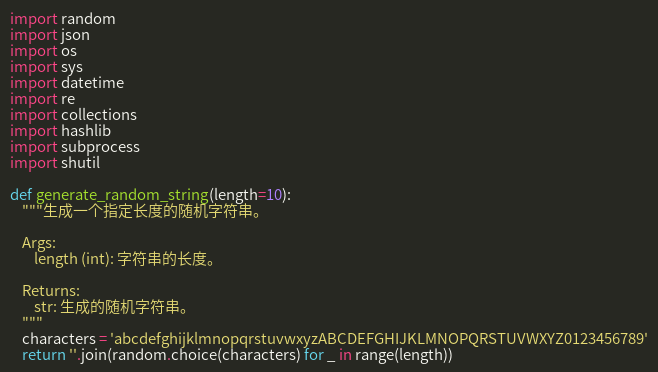 import random
import json
import os
import sys
import datetime
import re
import collections
import hashlib
import subprocess
import shutil

def generate_random_string(length=10):
    """生成一个指定长度的随机字符串。

    Args:
        length (int): 字符串的长度。

    Returns:
        str: 生成的随机字符串。
    """
    characters = 'abcdefghijklmnopqrstuvwxyzABCDEFGHIJKLMNOPQRSTUVWXYZ0123456789'
    return ''.join(random.choice(characters) for _ in range(length))